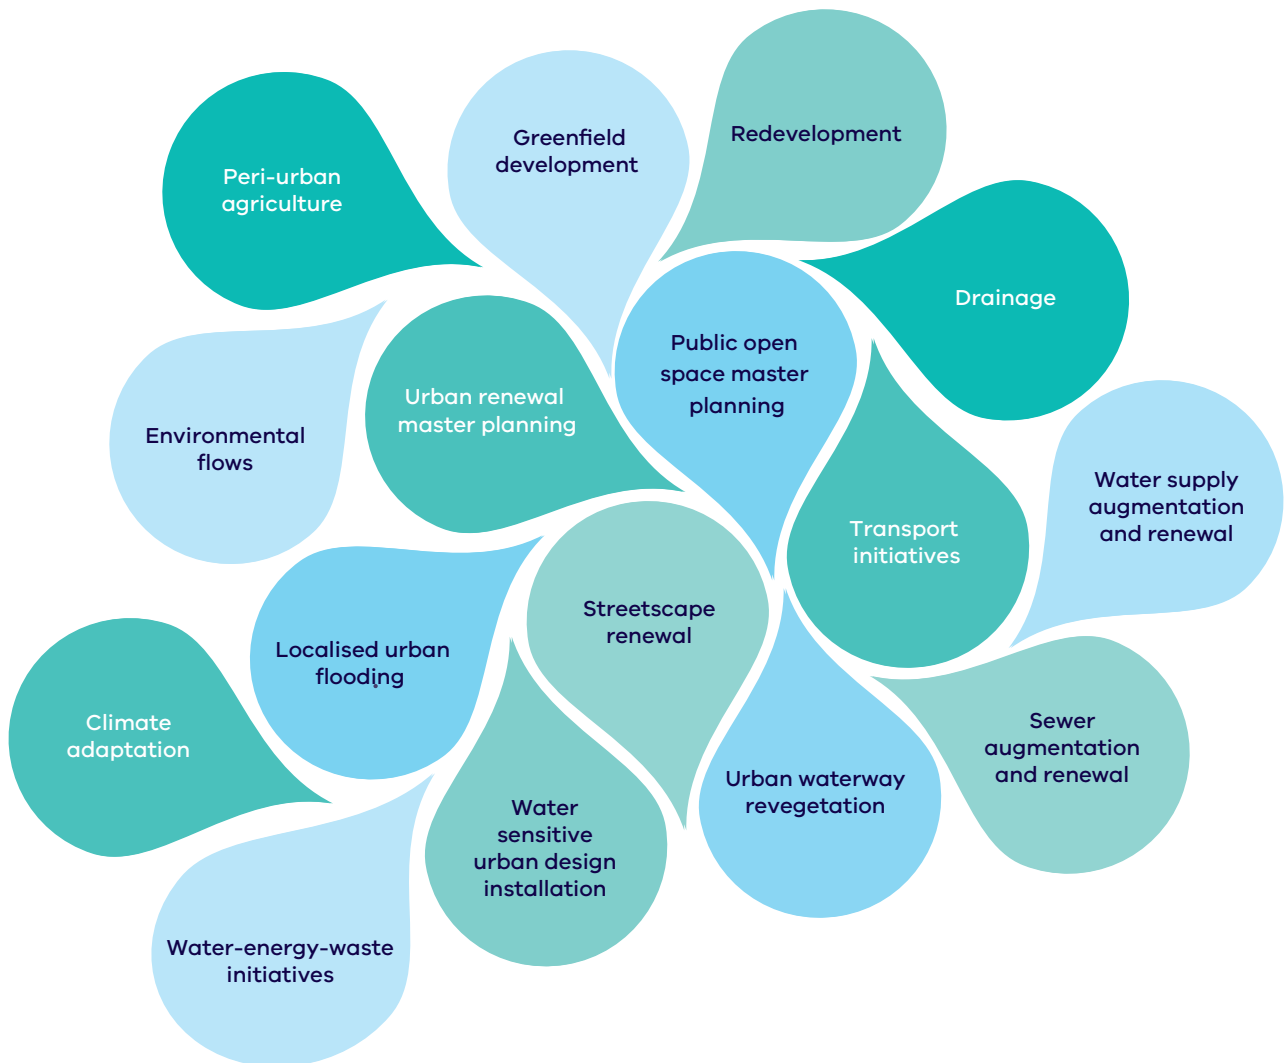 Greenfield
development
Redevelopment
Peri-urban
agriculture
Drainage
Public open
space master
planning
Urban renewal
master planning
Environmental
flows
Water supply
augmentation
and renewal
Transport
initiatives
Streetscape
renewal
Localised urban
flooding
Climate
adaptation
Sewer
augmentation
and renewal
Urban waterway
revegetation
Water
sensitive
urban design
installation
Water-energy-waste
initiatives